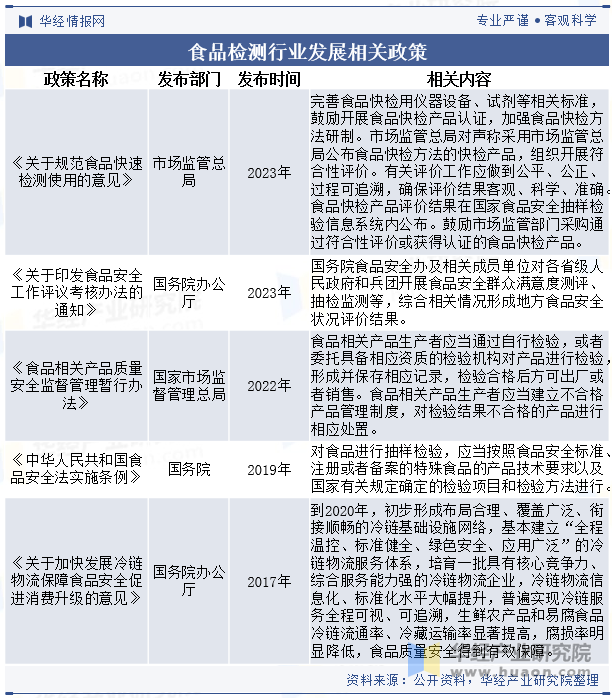 华经情报网
专业严谨 • 客观科学
食品检测行业发展相关政策
政策名称 发布部门 发布时间 相关内容
《关于规范食品快速
检测使用的意见》
市场监管总
局
2023年
完善食品快检用仪器设备、试剂等相关标准，
鼓励开展食品快检产品认证，加强食品快检方
法研制。市场监管总局对声称采用市场监管总
局公布食品快检方法的快检产品，组织开展符
合性评价。有关评价工作应做到公平、公正、
过程可追溯，确保评价结果客观、科学、准确。
食品快检产品评价结果在国家食品安全抽样检
验信息系统内公布。鼓励市场监管部门采购通
过符合性评价或获得认证的食品快检产品。
《关于印发食品安全
工作评议考核办法的
通知》
国务院办公
厅
2023年
国务院食品安全办及相关成员单位对各省级人
民政府和兵团开展食品安全群众满意度测评、
抽检监测等，综合相关情况形成地方食品安全
状况评价结果。
《食品相关产品质量
安全监督管理暂行办
法》
国家市场监
督管理总局
2022年
食品相关产品生产者应当通过自行检验，或者
委托具备相应资质的检验机构对产品进行检验，
形成并保存相应记录，检验合格后方可出厂或
者销售。食品相关产品生产者应当建立不合格
产品管理制度，对检验结果不合格的产品进行
相应处置。
《中华人民共和国食
品安全法实施条例》
国务院
2019年
对食品进行抽样检验，应当按照食品安全标准、
注册或者备案的特殊食品的产品技术要求以及
国家有关规定确定的检验项目和检验方法进行。
《关于加快发展冷链
物流保障食品安全促
进消费升级的意见》
国务院办公
厅
2017年
到2020年，初步形成布局合理、覆盖广泛、衔
接顺畅的冷链基础设施网络，基本建立“全程
温控、标准健全、绿色安全、应用广泛”的冷
链物流服务体系，培育一批具有核心竞争力、
综合服务能力强的冷链物流企业，冷链物流信
息化、标准化水平大幅提升，普遍实现冷链服
务全程可视、可追溯，生鲜农产品和易腐食品
冷链流通率、冷藏运输率显著提高，腐损率明
显降低，食品质量安全得到有效保障。
华经产业研究院
www.huaon.com
资料来源：公开资料，华经产业研究院整理